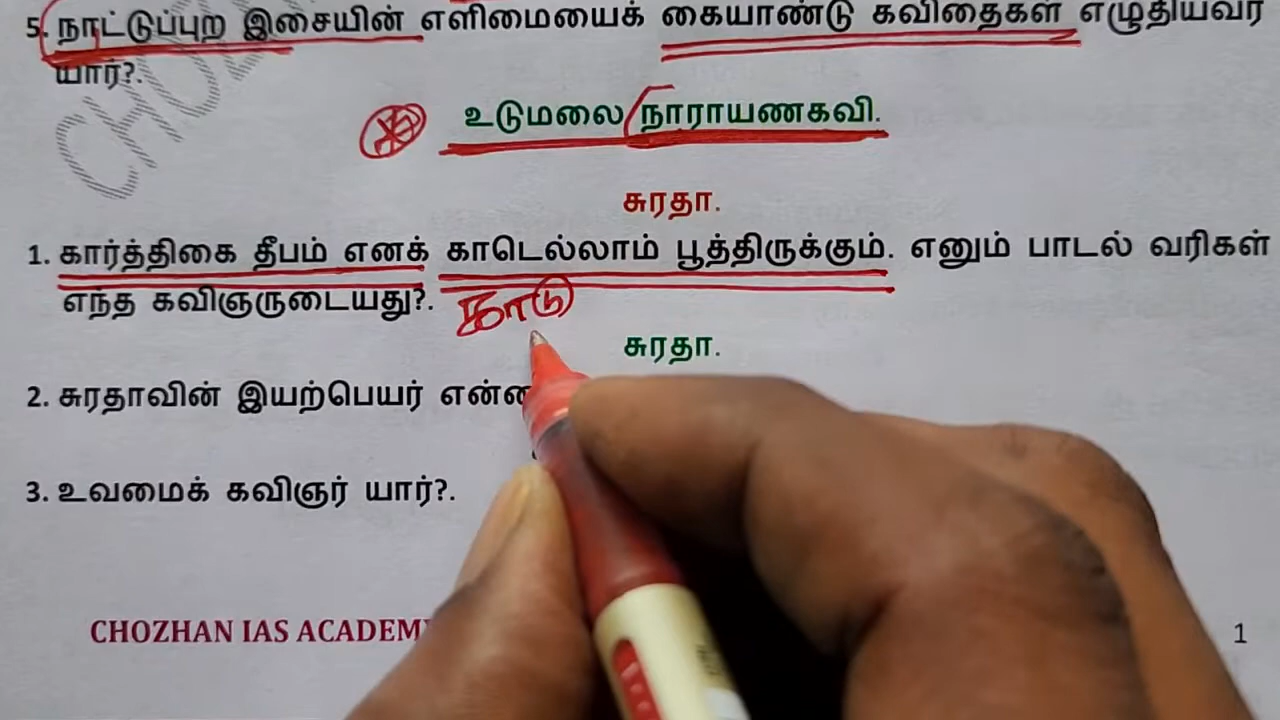 5. நாட்டுப்புற இசையின் எளிமையைக் கையாண்டு கவிதைகள் எழுதியவர்
யார்?.
உடுமலை நாராயணகவி.
சுரதா.
1. கார்த்திகை தீபம் எனக் காடெல்லாம் பூத்திருக்கும். எனும் பாடல் வரிகள்
எந்த கவிஞருடையது?.
காடு
சுரதா.
2. சுரதாவின் இயற்பெயர்
3. உவமைக் கவிஞர் யார்?.
CHOZHAN IAS
1